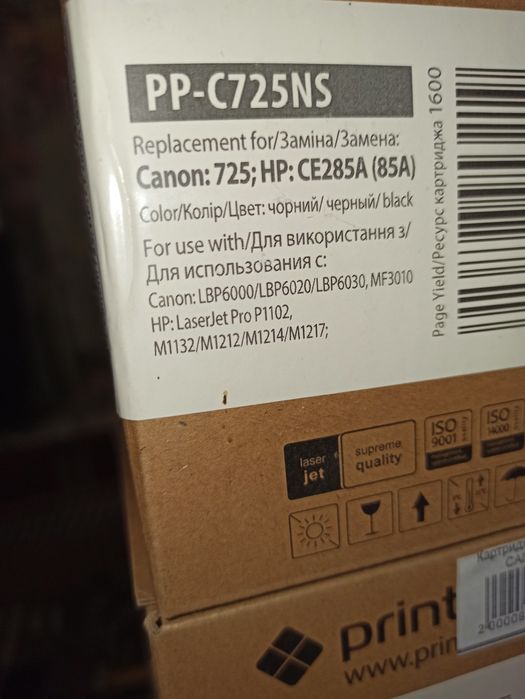 PP-C725NS
Replacement for/Заміна/Замена:
Canon: 725; HP: CE285A (85A)
Color/Колір/Цвет: чорний/ черный/ black
For use with/Для використання з/
Для использования с:
Canon: LBP6000/LBP6020/LBP6030, MF3010
HP: LaserJet Pro P1102,
M1132/M1212/M1214/M1217;
Page Yield/Ресурс картриджа 1600
laser
jet
supreme
quality
ISO
9001
ISO
14000
print
www.prin